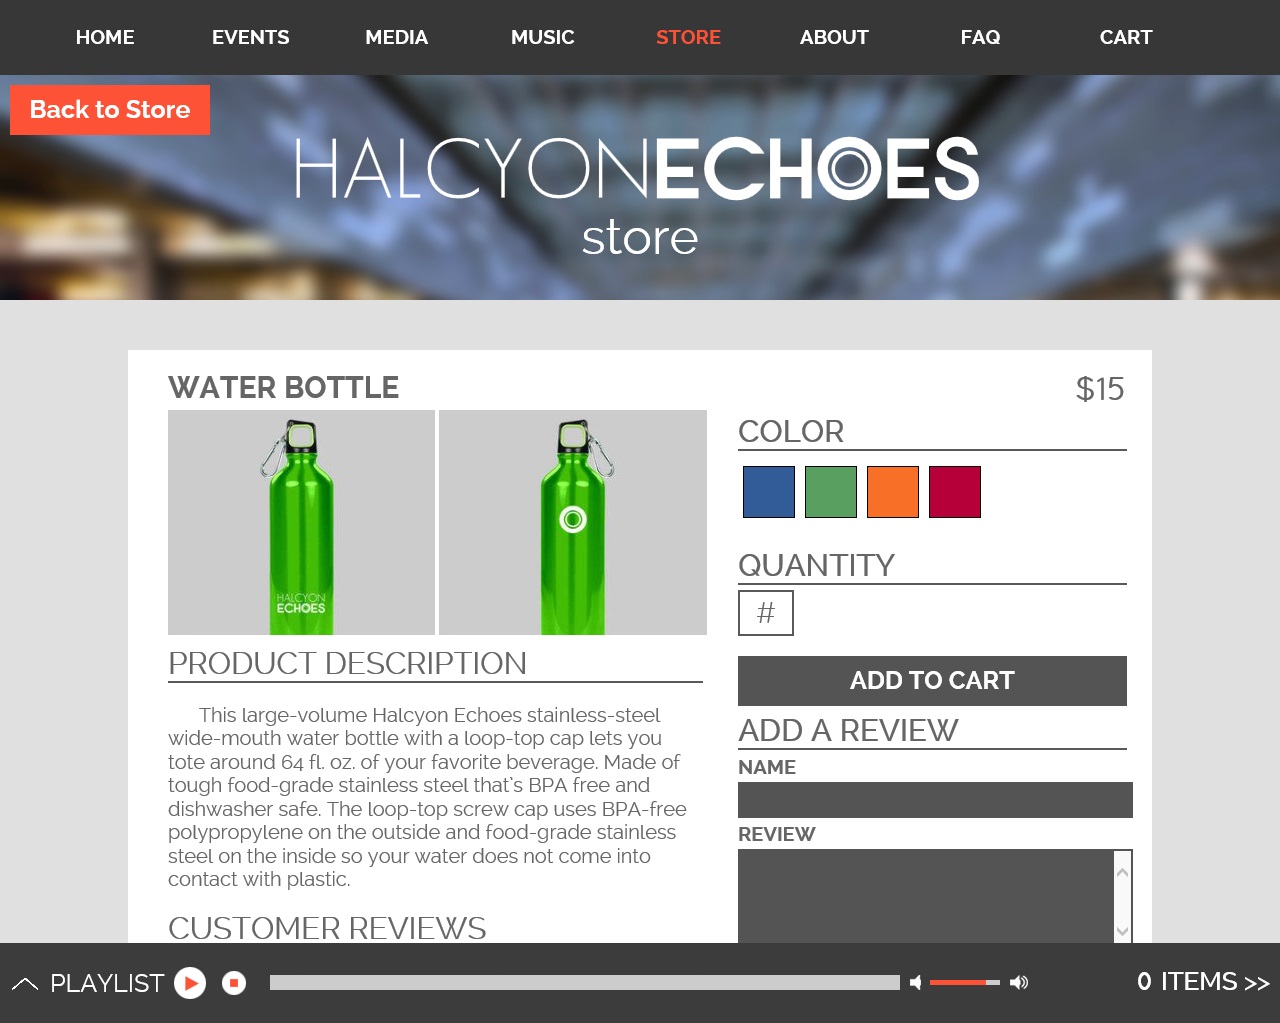 HOME EVENTS MEDIA MUSIC STORE ABOUT FAQ CART
Back to Store
HALCYONECHOES
store
WATER BOTTLE
$15
HALCYON
ECHOES
COLOR
QUANTITY
#
ADD TO CART
PRODUCT DESCRIPTION
This large-volume Halcyon Echoes stainless-steel
wide-mouth water bottle with a loop-top cap lets you
tote around 64 fl. oz. of your favorite beverage. Made of
tough food-grade stainless steel that`s BPA free and
dishwasher safe. The loop-top screw cap uses BPA-free
polypropylene on the outside and food-grade stainless
steel on the inside so your water does not come into
contact with plastic.
CUSTOMER REVIEWS
ADD A REVIEW
NAME
REVIEW
PLAYLIST
0 ITEMS >>